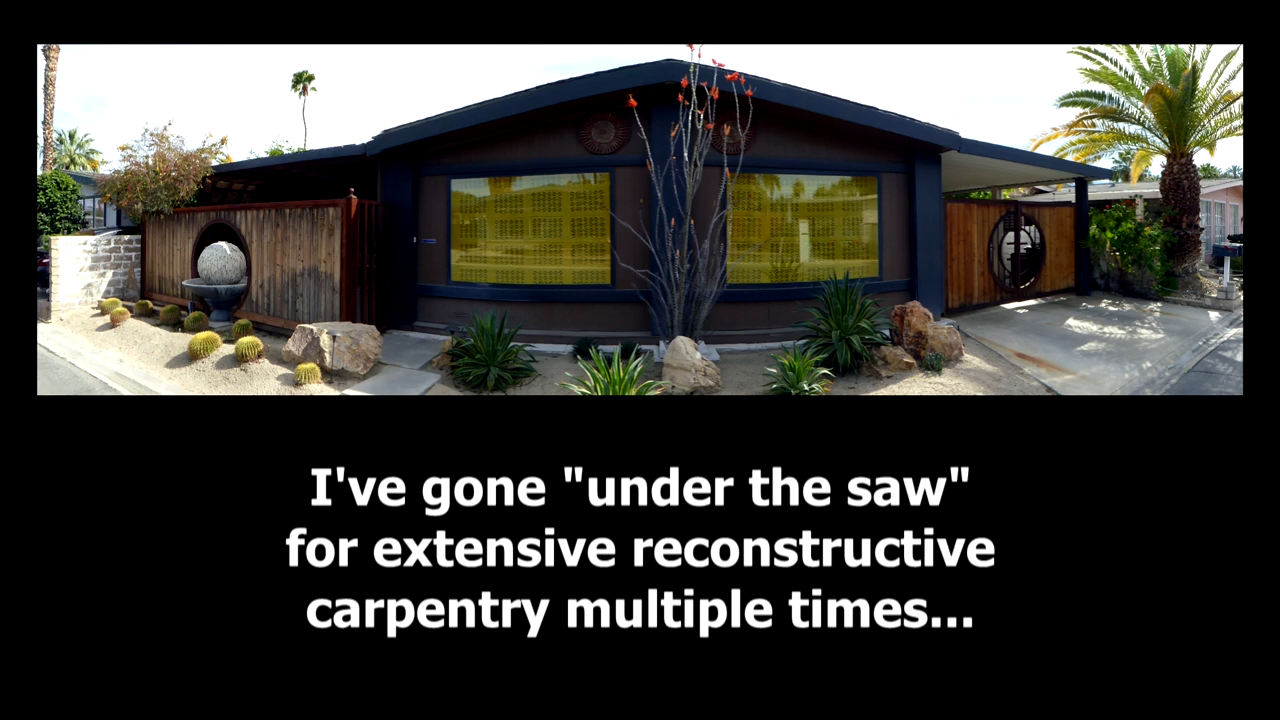 I've gone "under the saw"
for extensive reconstructive
carpentry multiple times...